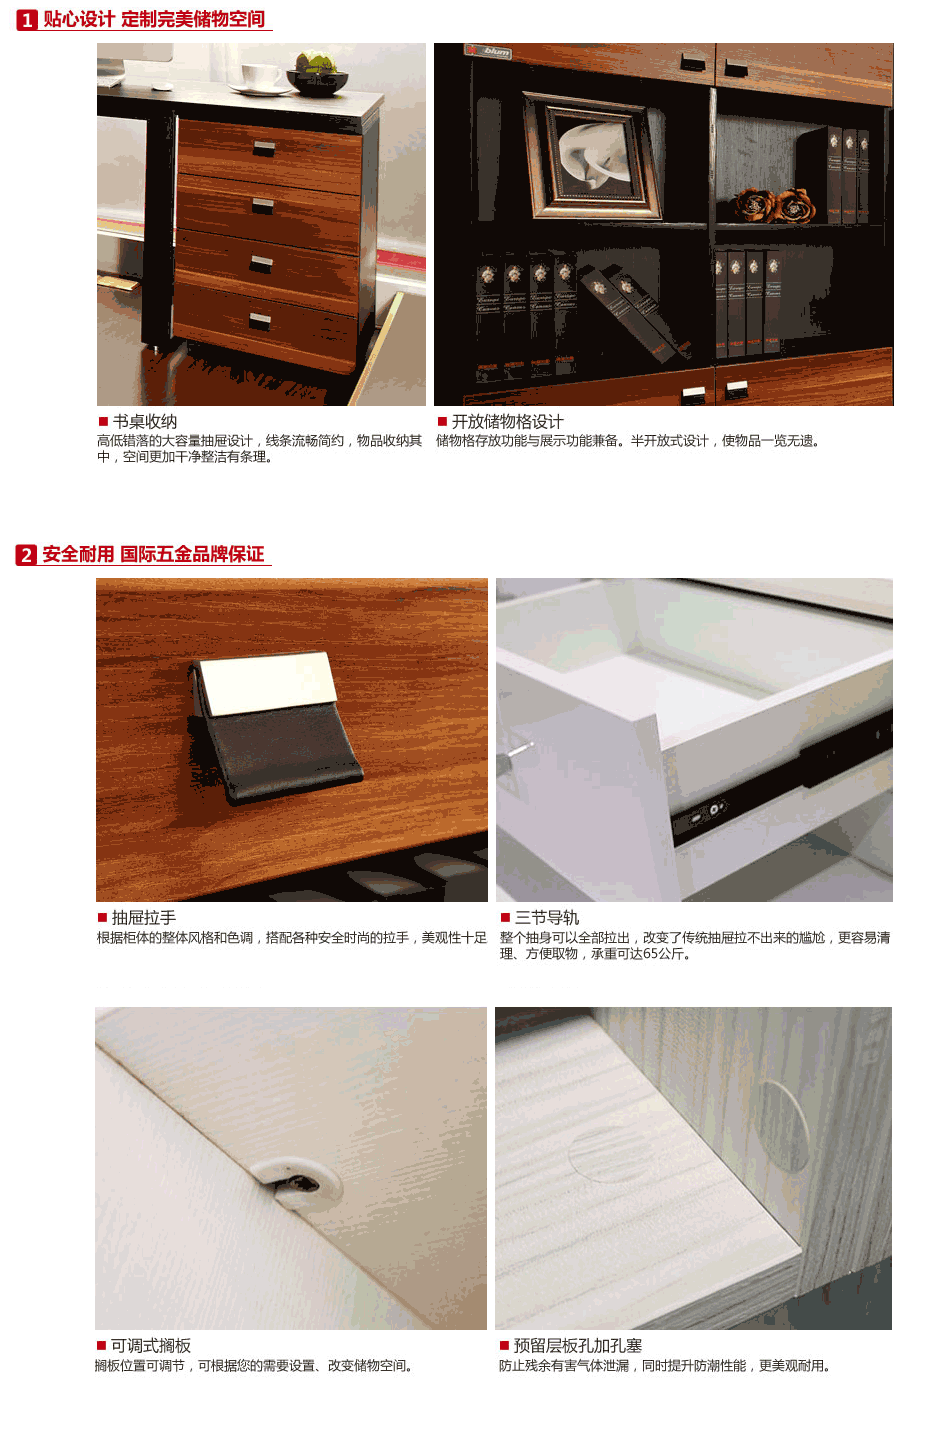 1 贴心设计 定制完美储物空间
blum
书桌收纳
高低错落的大容量抽屉设计，线条流畅简约，物品收纳其
中，空间更加干净整洁有条理。
开放储物格设计
储物格存放功能与展示功能兼备。半开放式设计，使物品一览无遗。
2 安全耐用 国际五金品牌保证
抽屉拉手
根据柜体的整体风格和色调，搭配各种安全时尚的拉手，美观性十足
三节导轨
整个抽身可以全部拉出，改变了传统抽屉拉不出来的尴尬，更容易清
理、方便取物，承重可达65公斤。
可调式搁板
搁板位置可调节，可根据您的需要设置、改变储物空间。
预留层板孔加孔塞
防止残余有害气体泄漏，同时提升防潮性能，更美观耐用。